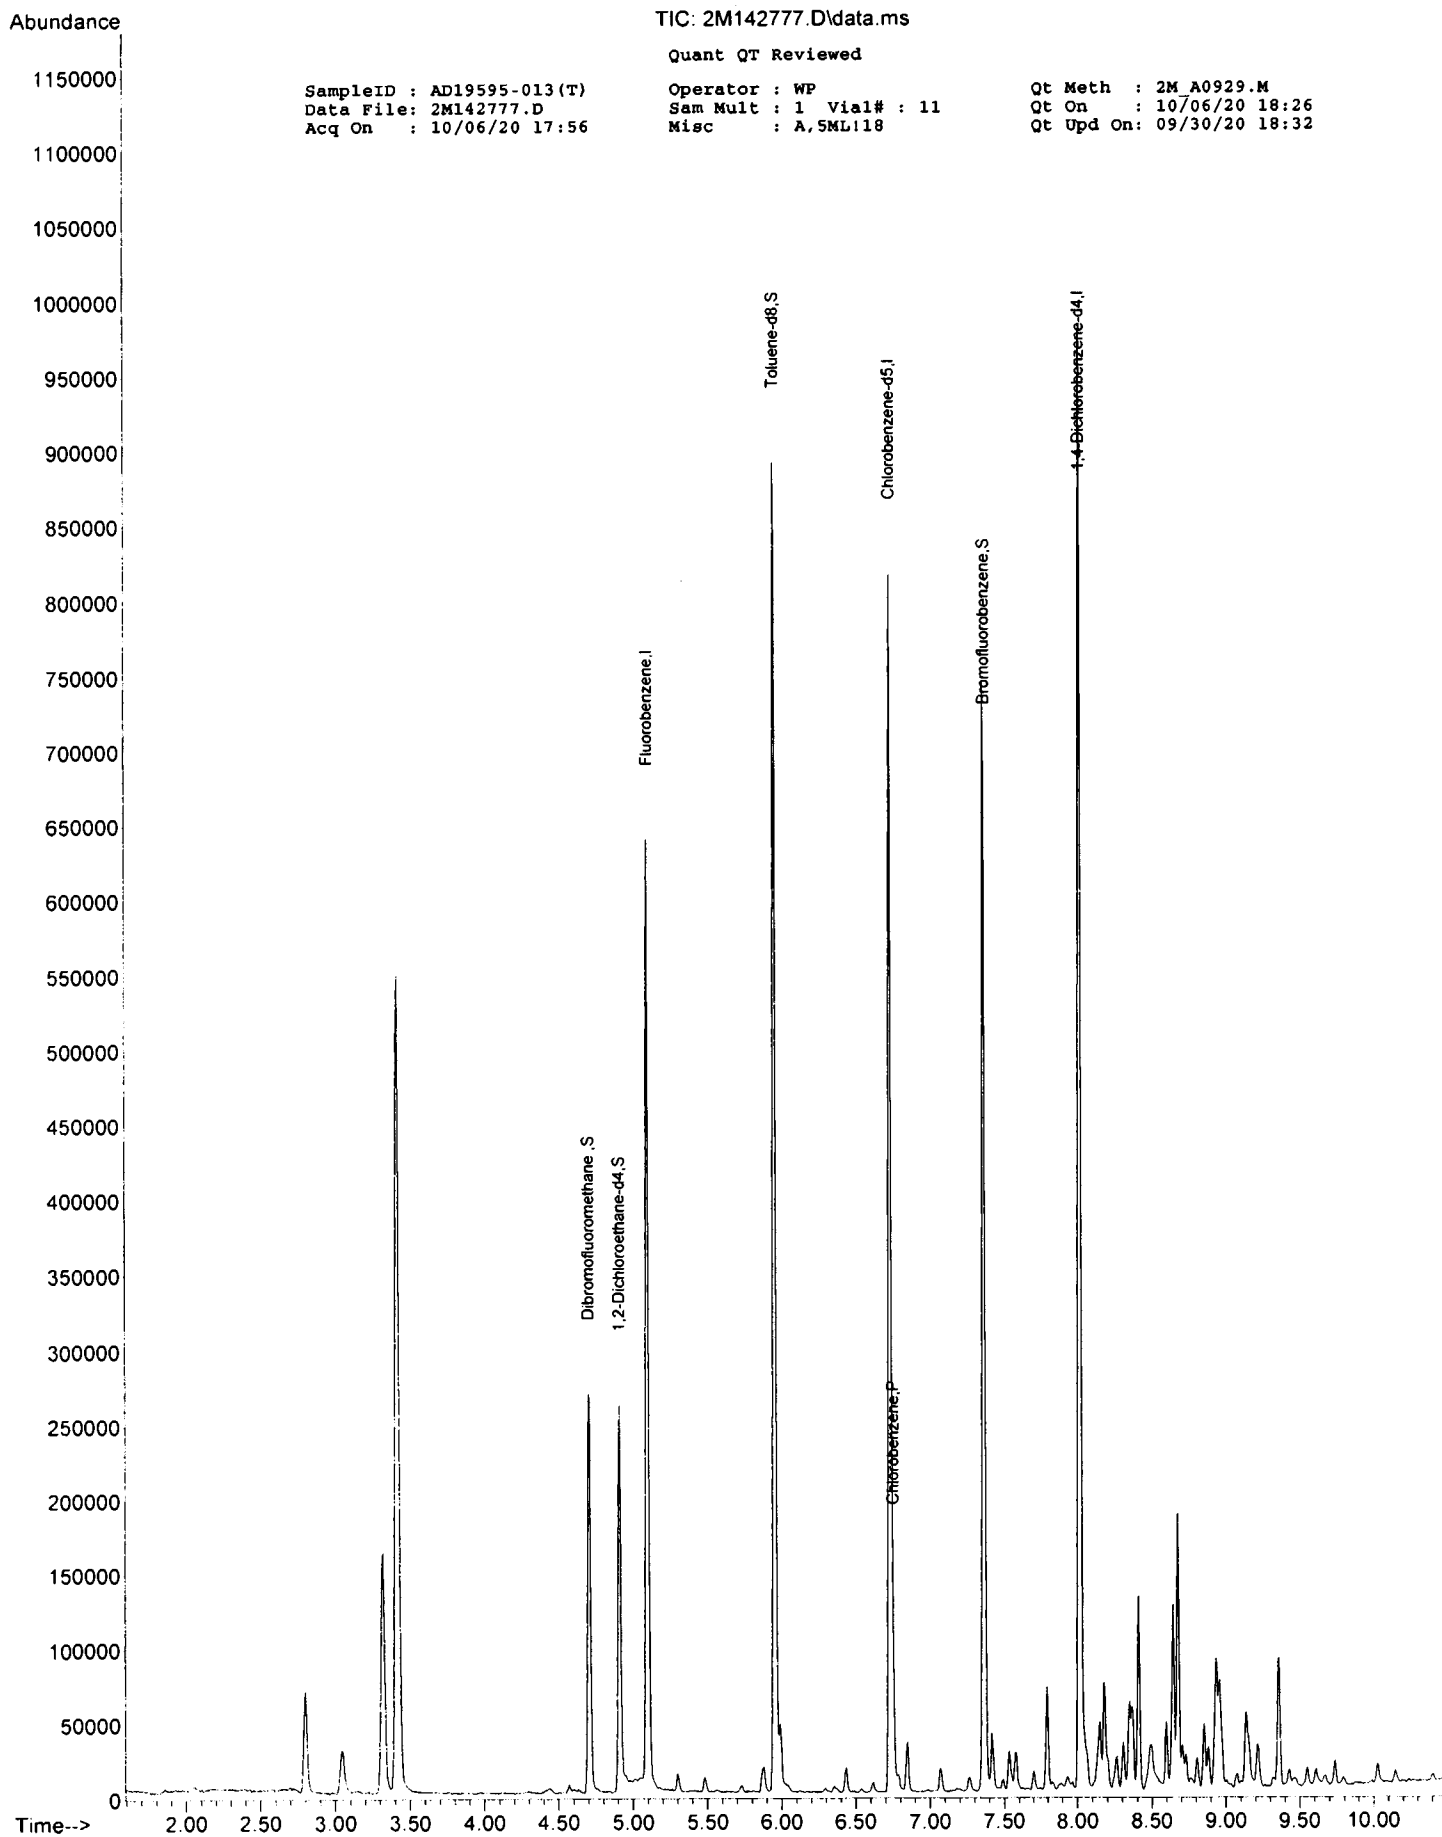 Abundance
TIC: 2M142777.D\data.ms
Quant QT Reviewed
SampleID : AD19595-013(T)
Data File: 2M142777.D
Acq On : 10/06/20 17:56
Operator : WP
Sam Mult : 1 Vial# : 11
Misc : A,5ML!18
Qt Meth : 2M_A0929.M
Qt On : 10/06/20 18:26
Qt Upd On: 09/30/20 18:32
1150000
1100000
1050000
1000000
950000
900000
850000
800000
750000
700000
650000
600000
550000
500000
450000
400000
350000
300000
250000
200000
150000
100000
50000
0
Dibromofluoromethane ,S
1,2-Dichloroethane-d4,S
Fluorobenzene,I
Toluene-d8,S
Chlorobenzene-d5,I
Chlorobenzene,P
Bromofluorobenzene,S
1,4-Dichlorobenzene-d4,I
Time--> 2.00 2.50 3.00 3.50 4.00 4.50 5.00 5.50 6.00 6.50 7.00 7.50 8.00 8.50 9.00 9.50 10.00